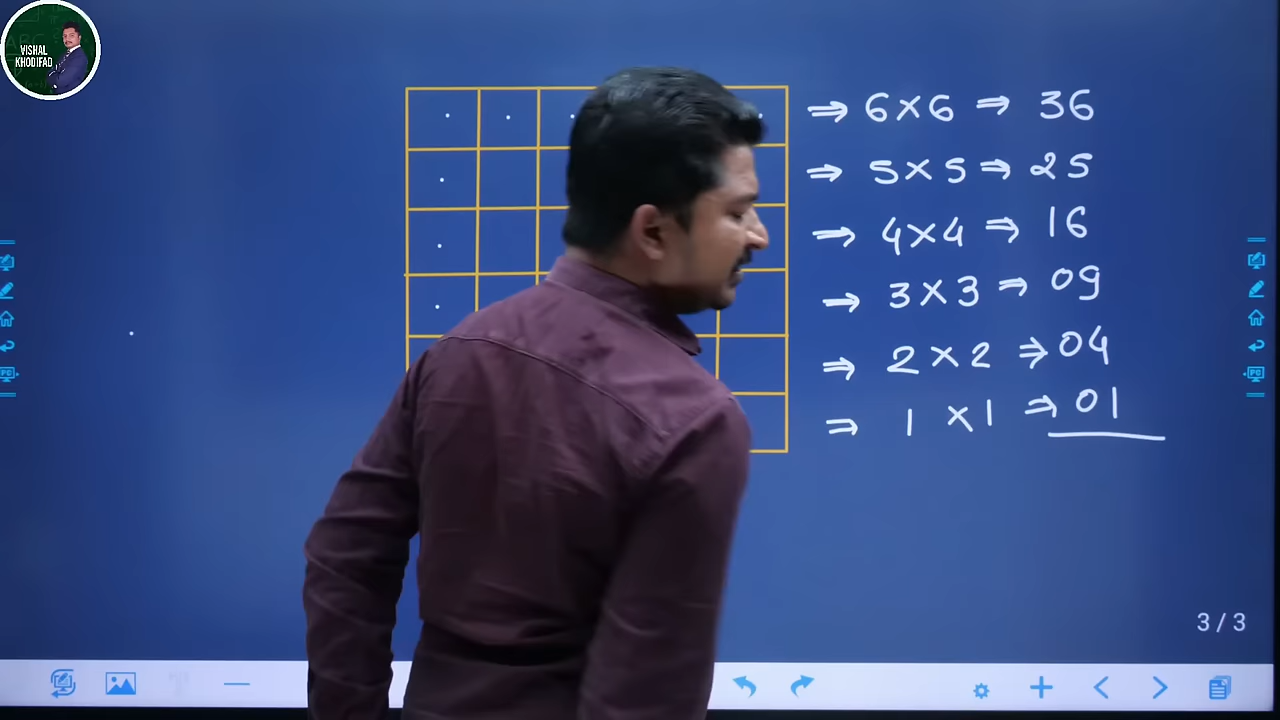 VISHAL
KHODIFAD
⇒ 6×6 ⇒ 36
⇒ 5×5 ⇒ 25
⇒ 4×4 ⇒ 16
⇒ 3×3 ⇒ 09
⇒ 2×2 ⇒ 04
⇒ 1×1 ⇒ 01
3 / 3